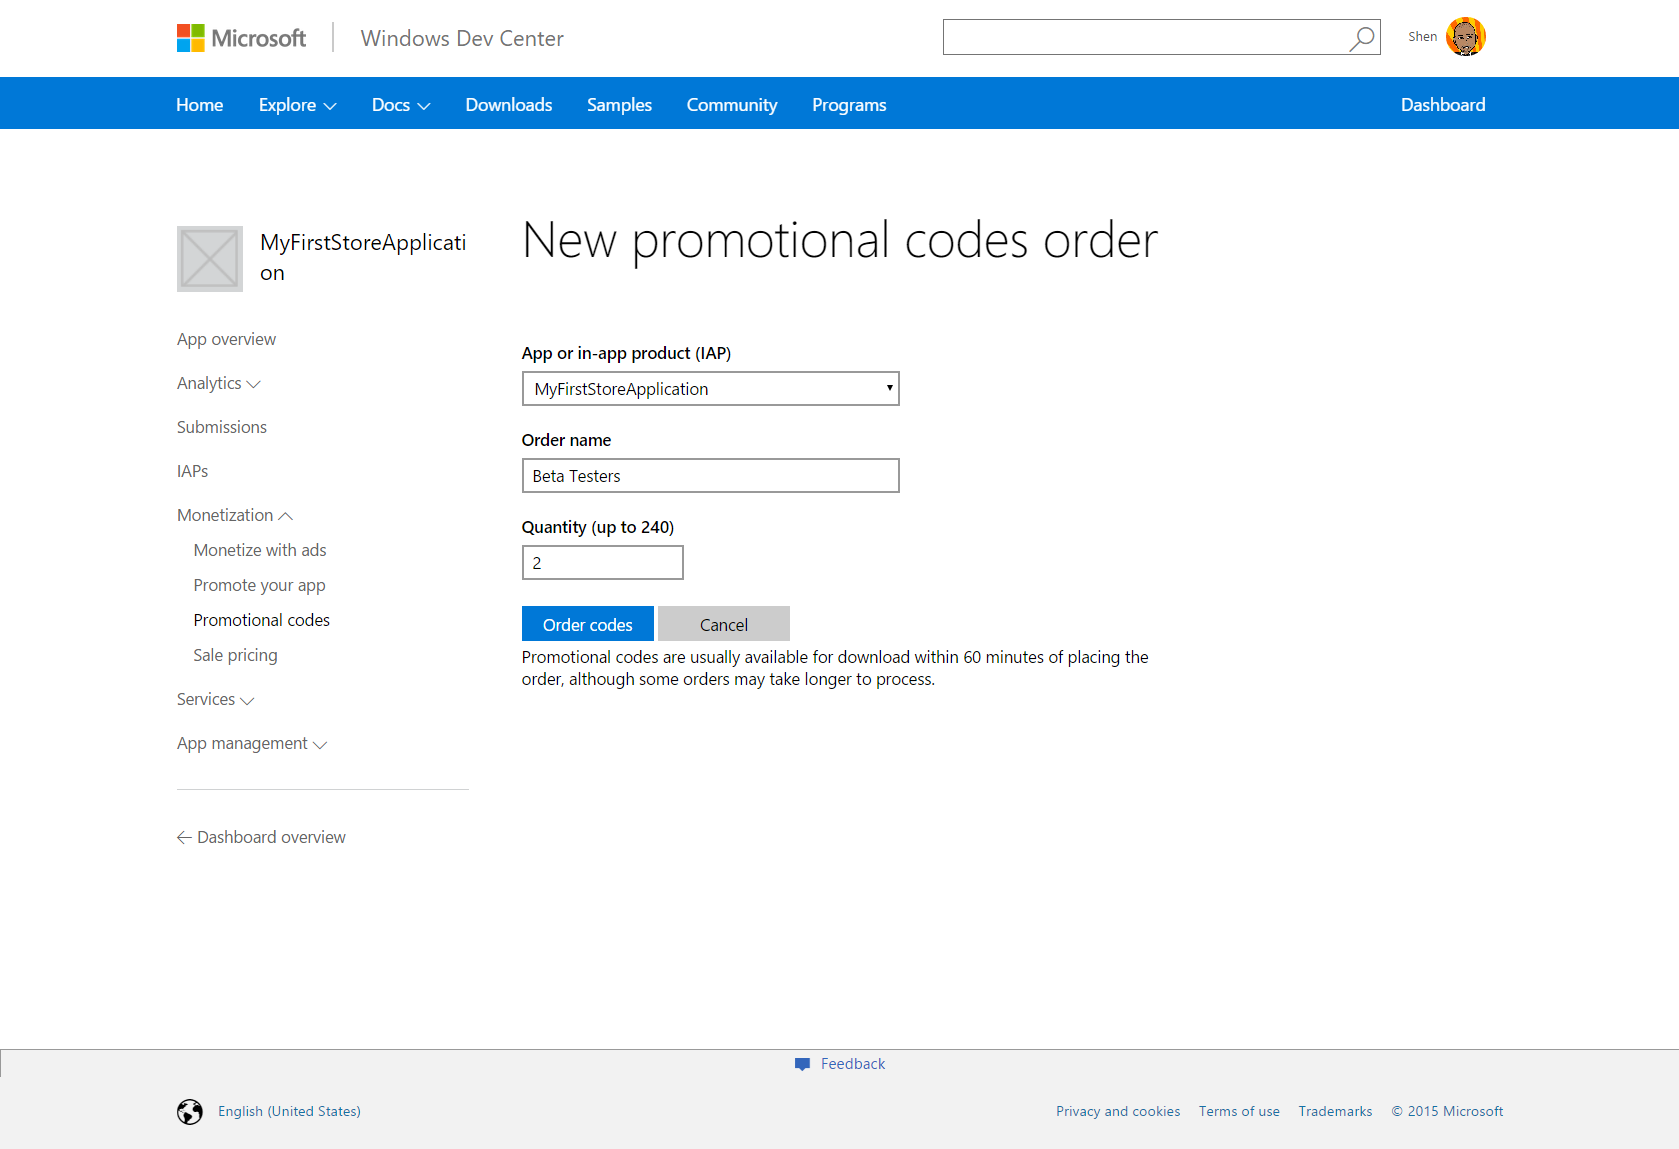 Microsoft
Windows Dev Center
Shen
Home
Explore
Docs
Downloads
Samples
Community
Programs
Dashboard
MyFirstStoreApplicati
on
App overview
Analytics
Submissions
IAPs
Monetization
Monetize with ads
Promote your app
Promotional codes
Sale pricing
Services
App management
Dashboard overview
New promotional codes order
App or in-app product (IAP)
MyFirstStoreApplication
Order name
Beta Testers
Quantity (up to 240)
2
Order codes
Cancel
Promotional codes are usually available for download within 60 minutes of placing the
order, although some orders may take longer to process.
Feedback
English (United States)
Privacy and cookies
Terms of use
Trademarks
© 2015 Microsoft